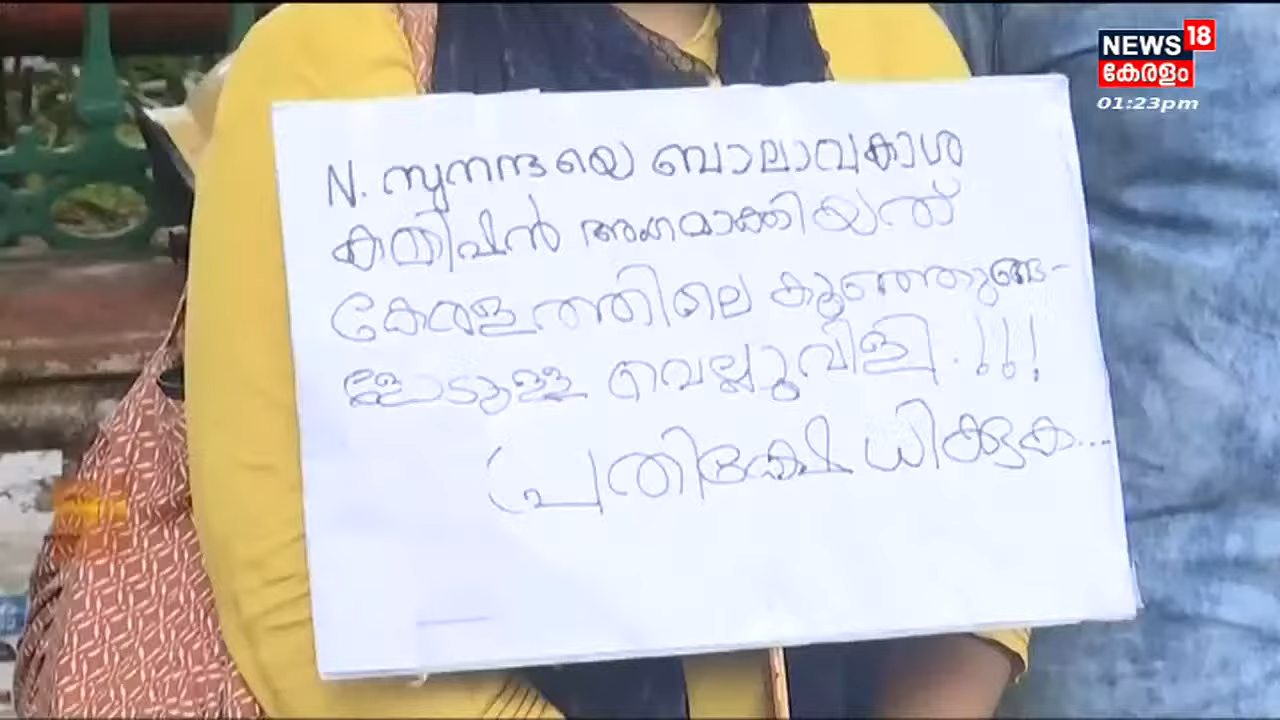 NEWS 18
കേരളം
01:23pm
N. സുനന്ദയെ ബാലാവകാശ
കമ്മിഷൻ അംഗമാക്കിയത്
കേരളത്തിലെ കുഞ്ഞുങ്ങ-
ളോടുള്ള വെല്ലുവിളി.!!!
പ്രതിക്ഷേധിക്കുക...